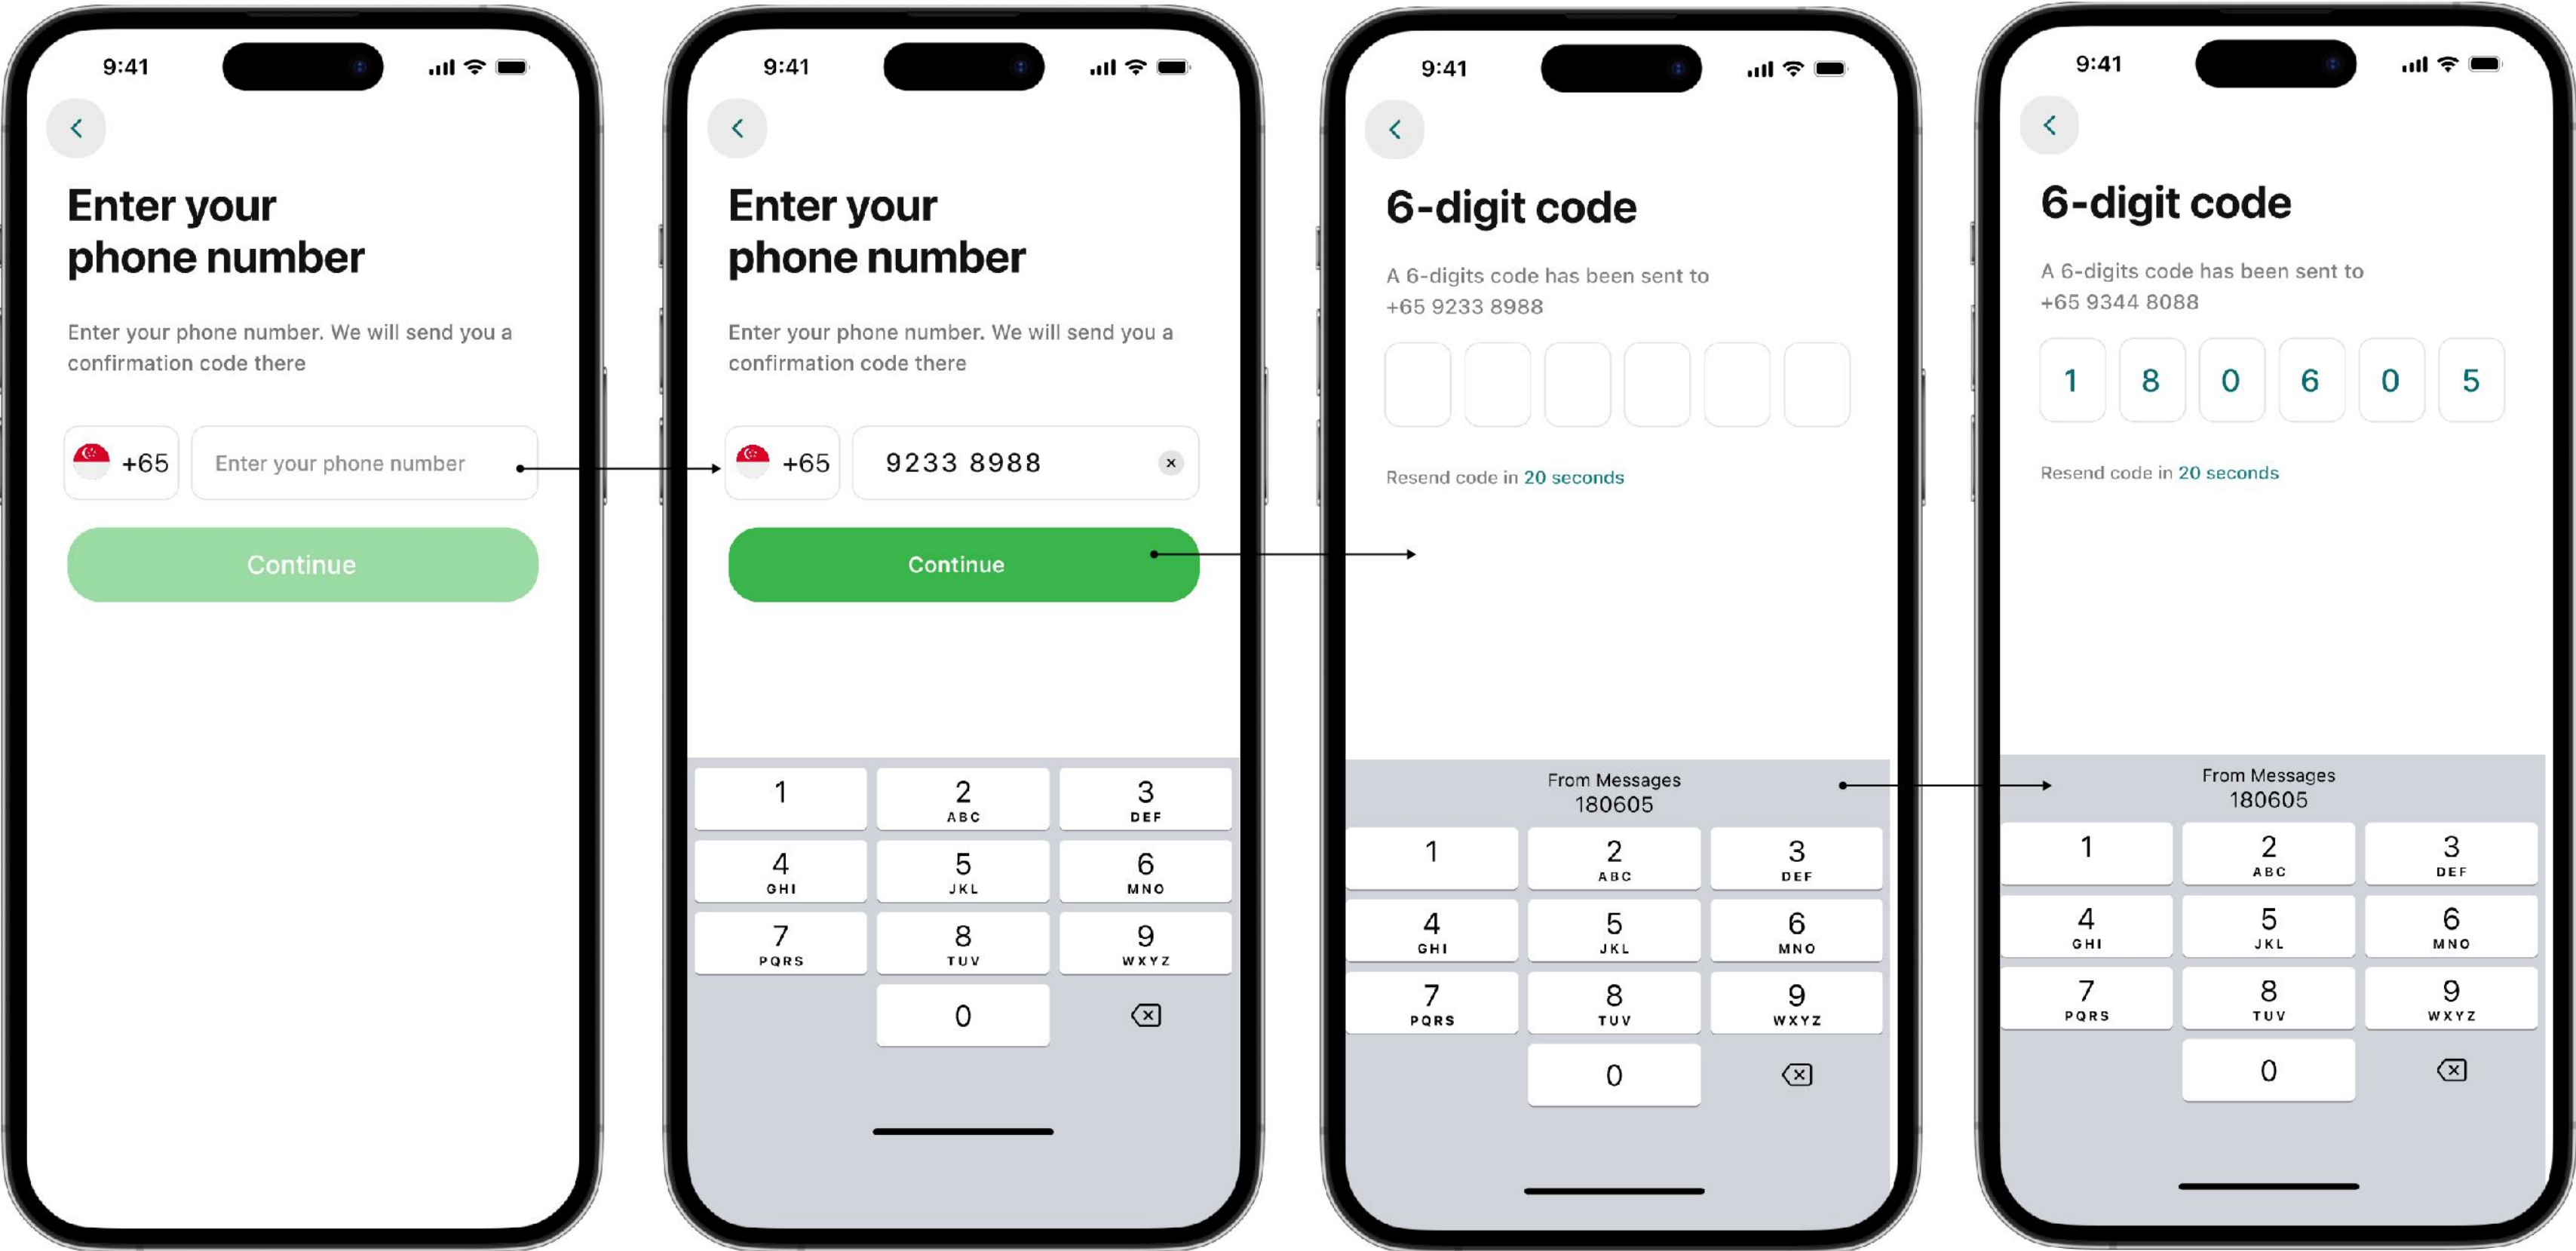 9:41
Enter your
phone number
Enter your phone number. We will send you a
confirmation code there
+65 Enter your phone number
Continue
9:41
Enter your
phone number
Enter your phone number. We will send you a
confirmation code there
+65 9233 8988
Continue
1 2 3
ABC DEF
4 5 6
GHI JKL MNO
7 8 9
PQRS TUV WXYZ
0
9:41
6-digit code
A 6-digits code has been sent to
+65 9233 8988
Resend code in 20 seconds
From Messages
180605
1 2 3
ABC DEF
4 5 6
GHI JKL MNO
7 8 9
PQRS TUV WXYZ
0
9:41
6-digit code
A 6-digits code has been sent to
+65 9344 8088
1 8 0 6 0 5
Resend code in 20 seconds
From Messages
180605
1 2 3
ABC DEF
4 5 6
GHI JKL MNO
7 8 9
PQRS TUV WXYZ
0